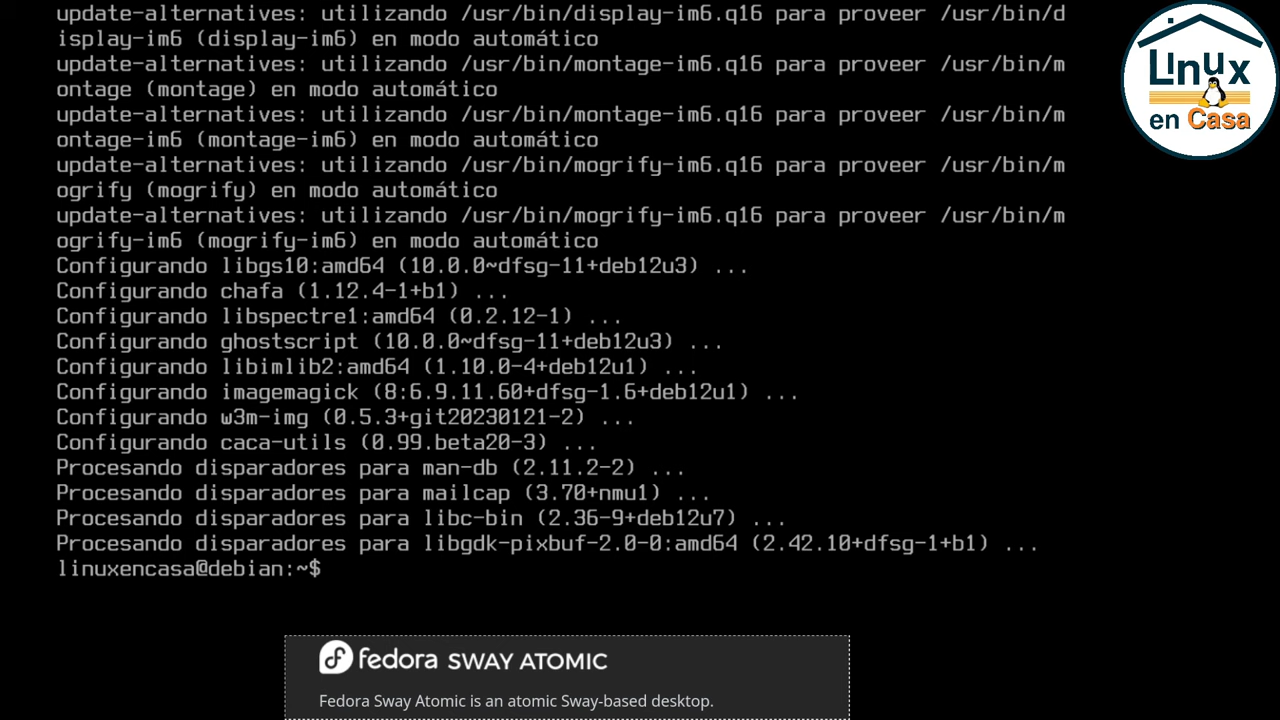 update-alternatives: utilizando /usr/bin/display-im6.q16 para proveer /usr/bin/d
isplay-im6 (display-im6) en modo automático
update-alternatives: utilizando /usr/bin/montage-im6.q16 para proveer /usr/bin/m
ontage (montage) en modo automático
update-alternatives: utilizando /usr/bin/montage-im6.q16 para proveer /usr/bin/m
ontage-im6 (montage-im6) en modo automático
update-alternatives: utilizando /usr/bin/mogrify-im6.q16 para proveer /usr/bin/m
ogrify (mogrify) en modo automático
update-alternatives: utilizando /usr/bin/mogrify-im6.q16 para proveer /usr/bin/m
ogrify-im6 (mogrify-im6) en modo automático
Configurando libgs10:amd64 (10.0.0~dfsg-11+deb12u3) ...
Configurando chafa (1.12.4-1+b1) ...
Configurando libspectre1:amd64 (0.2.12-1) ...
Configurando ghostscript (10.0.0~dfsg-11+deb12u3) ...
Configurando libimlib2:amd64 (1.10.0-4+deb12u1) ...
Configurando imagemagick (8:6.9.11.60+dfsg-1.6+deb12u1) ...
Configurando w3m-img (0.5.3+git20230121-2) ...
Configurando caca-utils (0.99.beta20-3) ...
Procesando disparadores para man-db (2.11.2-2) ...
Procesando disparadores para mailcap (3.70+nmu1) ...
Procesando disparadores para libc-bin (2.36-9+deb12u7) ...
Procesando disparadores para libgdk-pixbuf-2.0-0:amd64 (2.42.10+dfsg-1+b1) ...
linuxencasa@debian:~$
Linux
en Casa
fedora SWAY ATOMIC
Fedora Sway Atomic is an atomic Sway-based desktop.